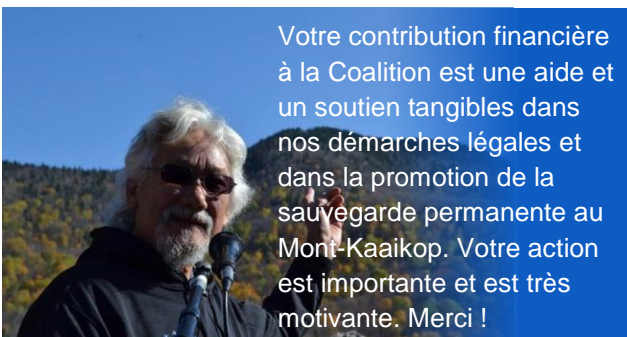 Votre contribution financière
à la Coalition est une aide et
un soutien tangibles dans
nos démarches légales et
dans la promotion de la
sauvegarde permanente au
Mont-Kaaikop. Votre action
est importante et est très
motivante. Merci !